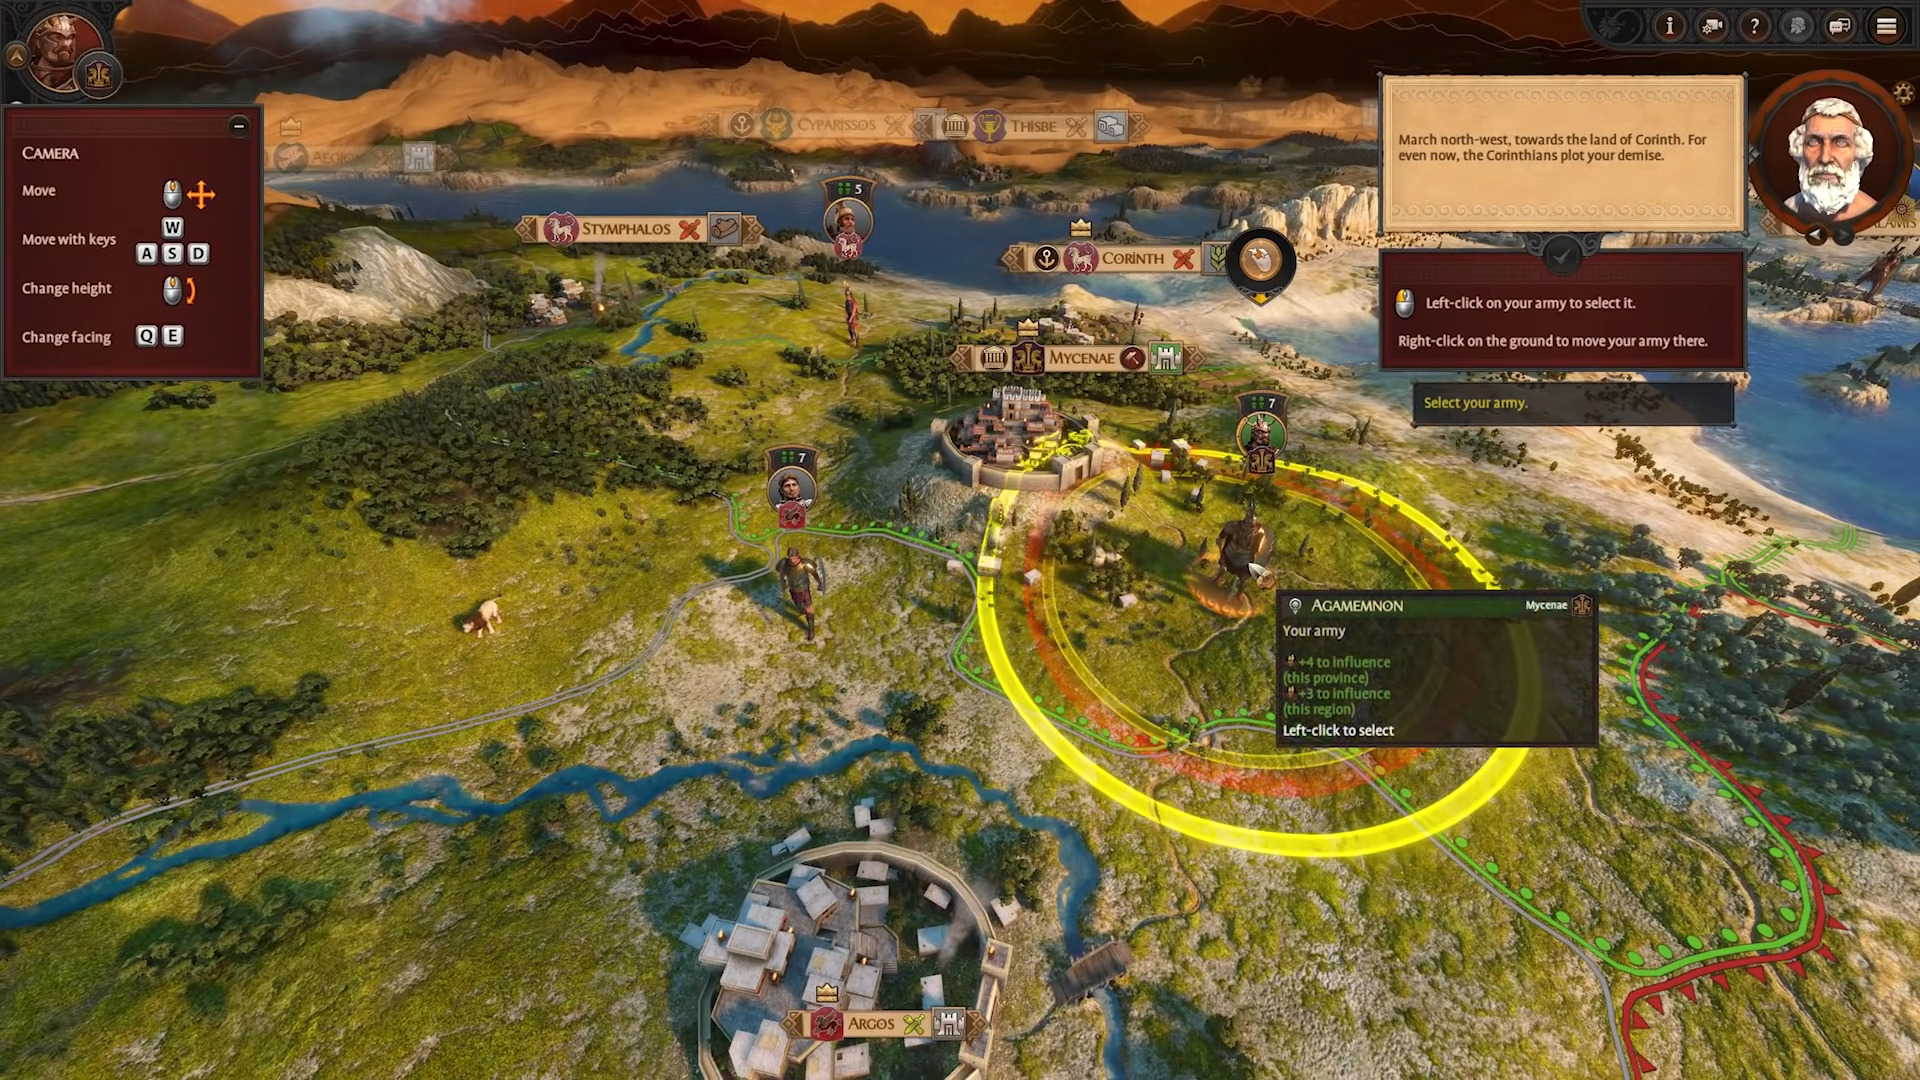 CAMERA
Move
W
Move with keys
A S D
Change height
Change facing
Q E
CYPARISSOS
THISBE
STYMPHALOS
5
CORINTH
MYCENAE
7
7
ARGOS
March north-west, towards the land of Corinth. For
even now, the Corinthians plot your demise.
Left-click on your army to select it.
Right-click on the ground to move your army there.
Select your army.
AGAMEMNON
Mycenae
Your army
+4 to influence
(this province)
+3 to influence
(this region)
Left-click to select